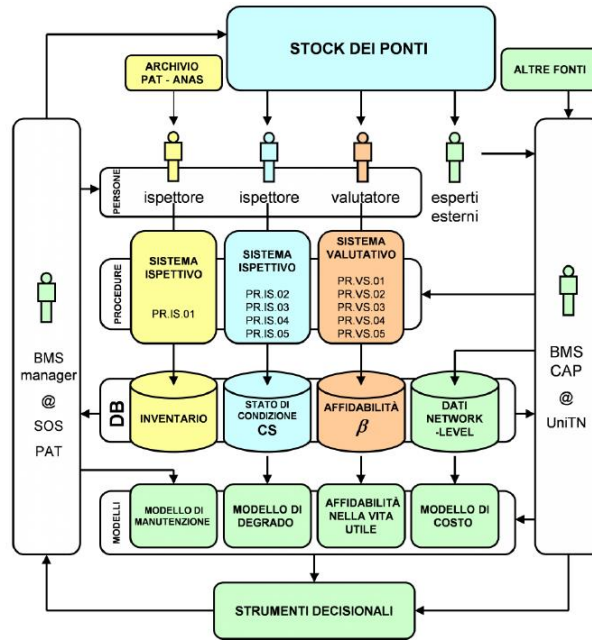 STOCK DEI PONTI
ARCHIVIO
PAT - ANAS
ALTRE FONTI
PERSONE
ispettore
ispettore
valutatore
esperti
esterni
PROCEDURE
SISTEMA
ISPETTIVO
PR.IS.01
SISTEMA
ISPETTIVO
PR.IS.02
PR.IS.03
PR.IS.04
PR.IS.05
SISTEMA
VALUTATIVO
PR.VS.01
PR.VS.02
PR.VS.03
PR.VS.04
PR.VS.05
BMS
manager
@
SOS
PAT
BMS
CAP
@
UniTN
DB
INVENTARIO
STATO DI
CONDIZIONE
CS
AFFIDABILITÀ
β
DATI
NETWORK
-LEVEL
MODELLI
MODELLO DI
MANUTENZIONE
MODELLO DI
DEGRADO
AFFIDABILITÀ
NELLA VITA
UTILE
MODELLO DI
COSTO
STRUMENTI DECISIONALI